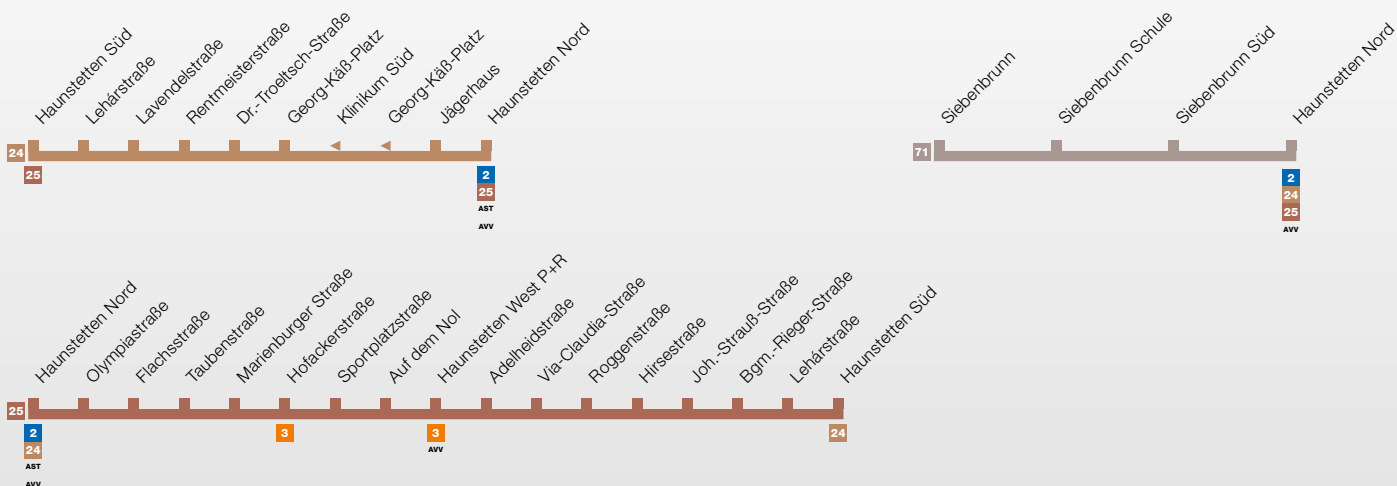 Haunstetten Süd
Lehárstraße
Lavendelstraße
Rentmeisterstraße
Dr.-Troeltsch-Straße
Georg-Käß-Platz
Klinikum Süd
Georg-Käß-Platz
Jägerhaus
Haunstetten Nord
24
25
2
25
AST
AVV
Siebenbrunn
Siebenbrunn Schule
Siebenbrunn Süd
Haunstetten Nord
71
2
24
25
AVV
Haunstetten Nord
Olympiastraße
Flachsstraße
Taubenstraße
Marienburger Straße
Hofackerstraße
Sportplatzstraße
Auf dem Nol
Haunstetten West P+R
Adelheidstraße
Via-Claudia-Straße
Roggenstraße
Hirsestraße
Joh.-Strauß-Straße
Bgm.-Rieger-Straße
Lehárstraße
Haunstetten Süd
25
2
24
AST
AVV
3
3
AVV
24